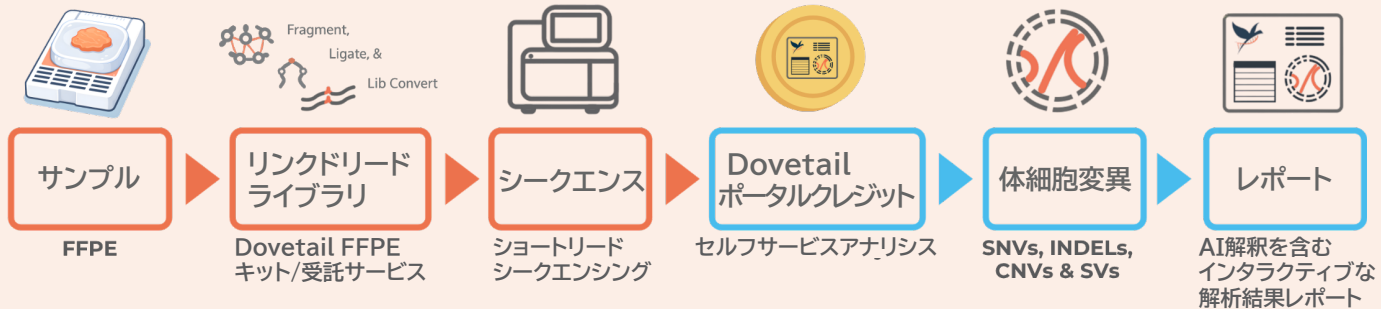 Fragment,
Ligate, &
Lib Convert
サンプル
FFPE
リンクドリード
ライブラリ
Dovetail FFPE
キット/受託サービス
シークエンス
ショートリード
シークエンシング
Dovetail
ポータルクレジット
セルフサービスアナリシス
体細胞変異
SNVs, INDELs,
CNVs & SVs
レポート
AI解釈を含む
インタラクティブな
解析結果レポート